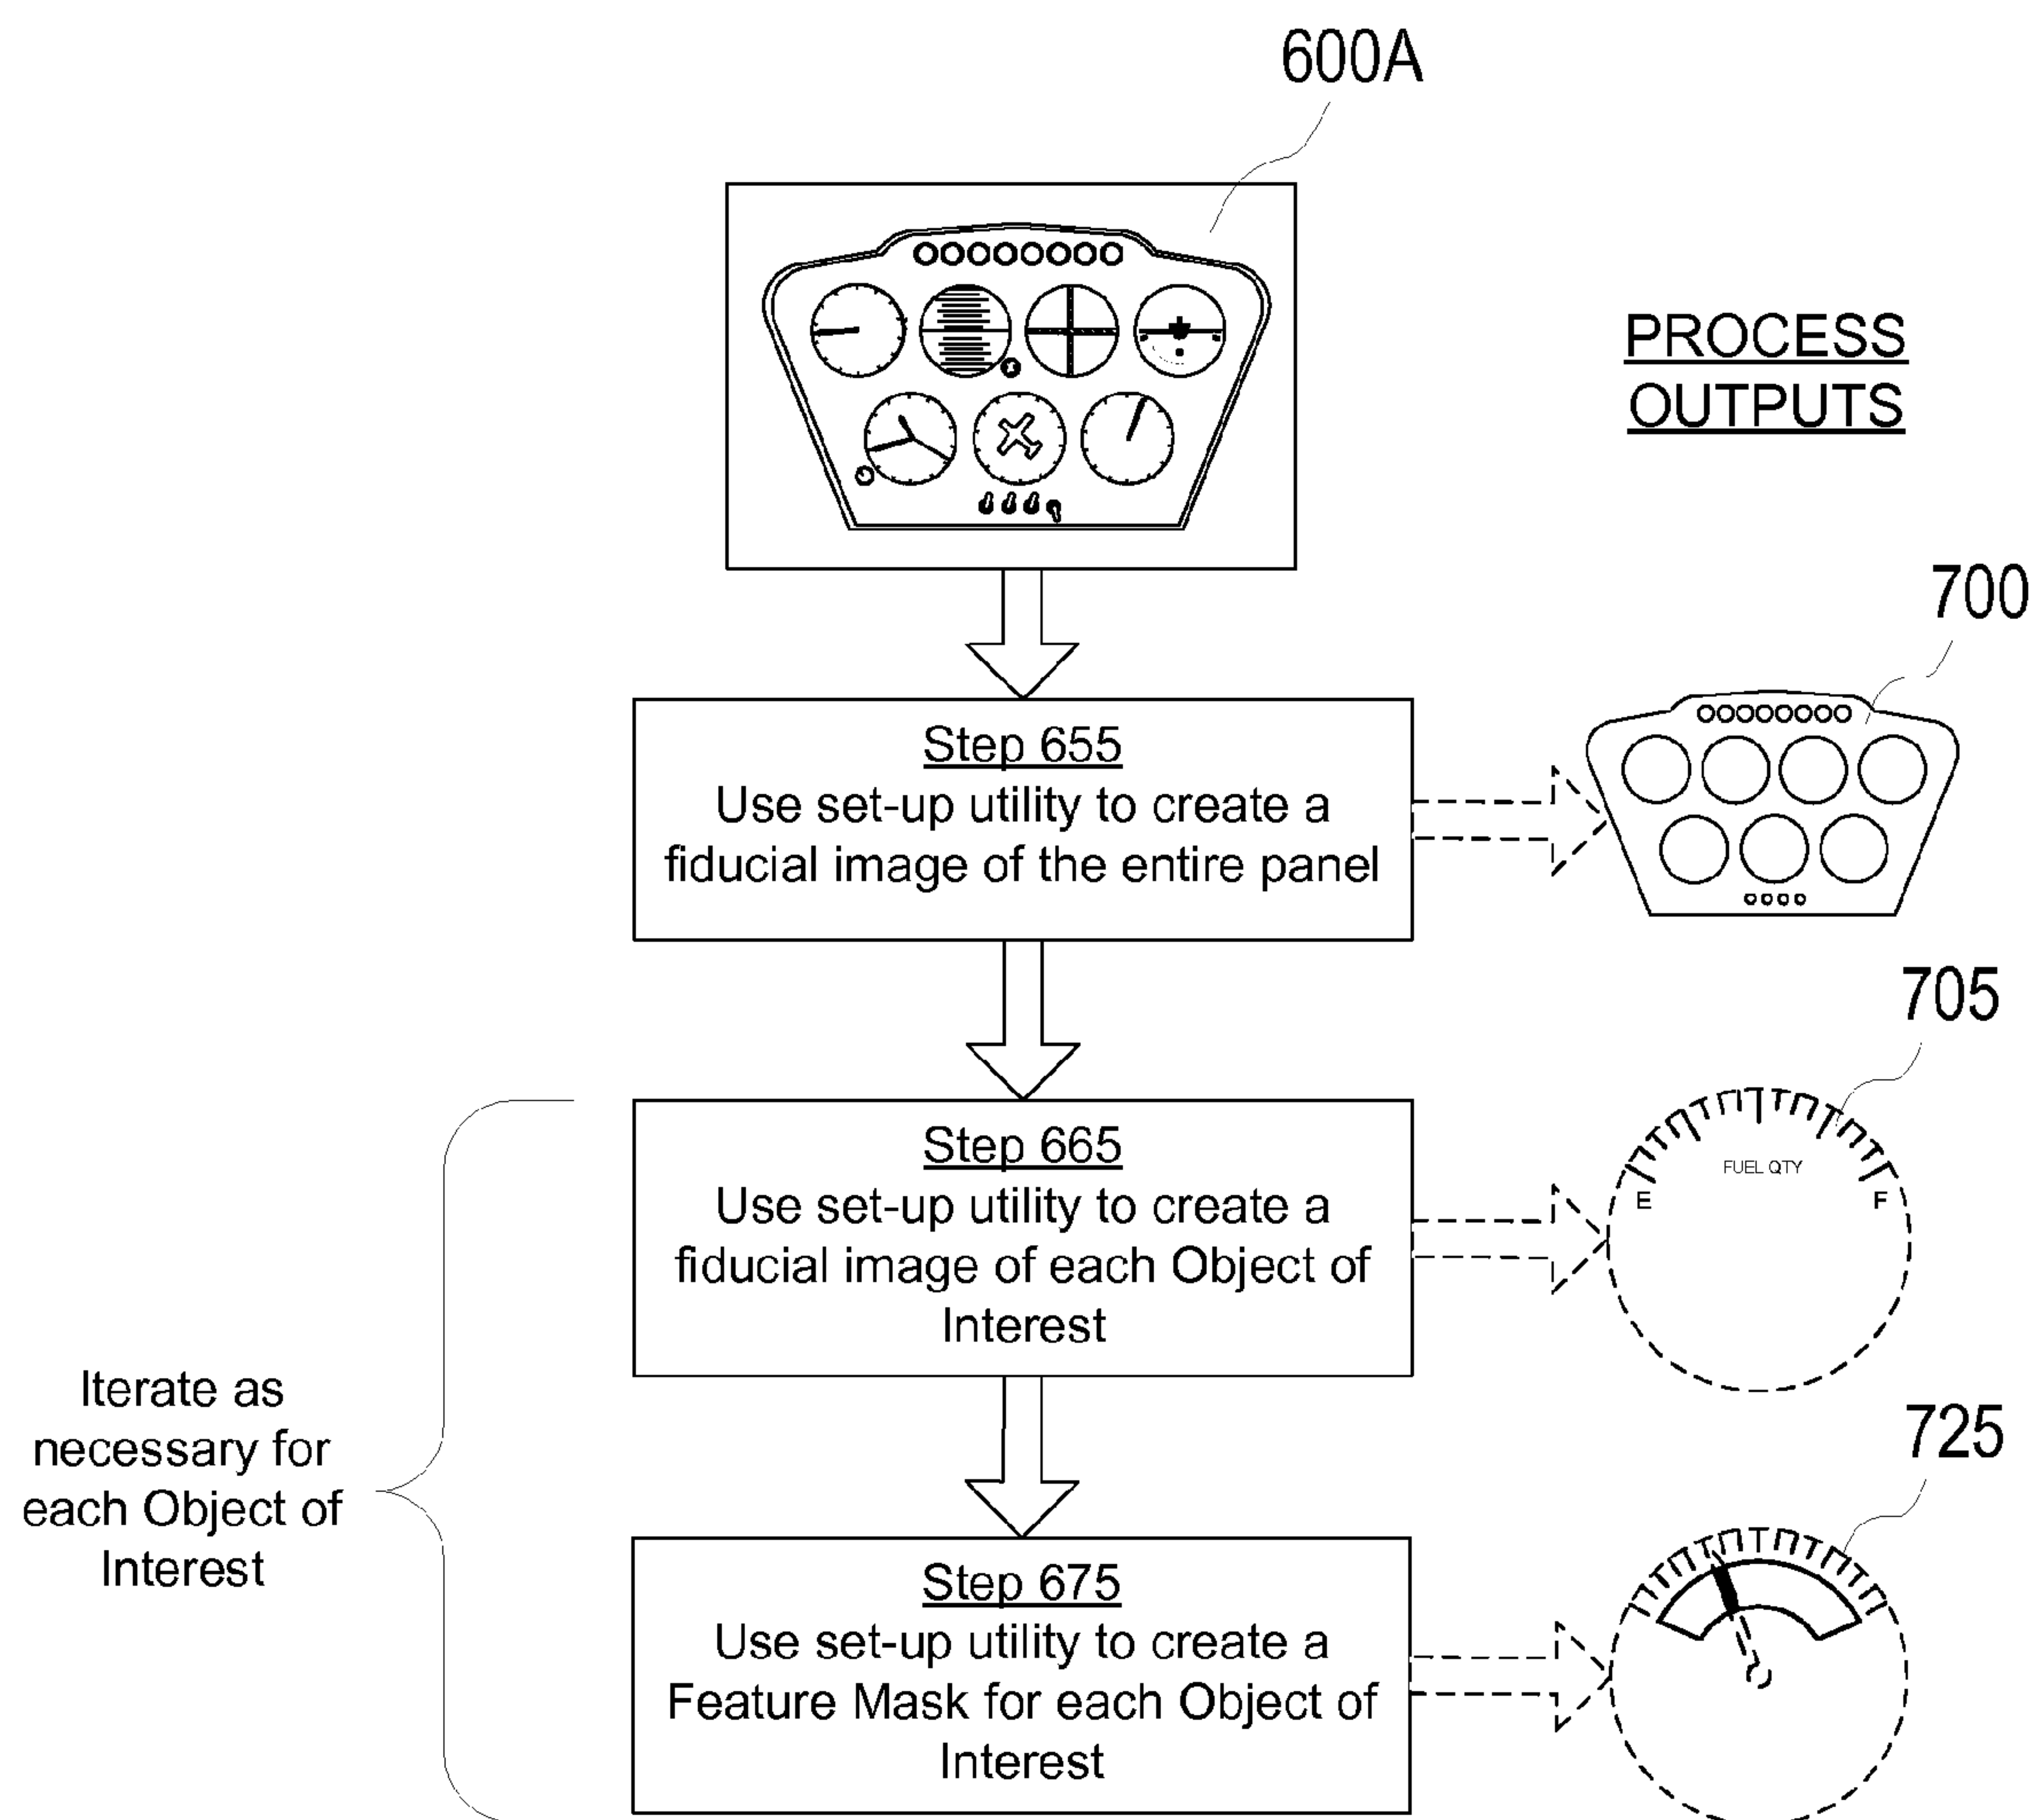 600A
PROCESS
OUTPUTS
700
Step 655
Use set-up utility to create a
fiducial image of the entire panel
705
Step 665
Use set-up utility to create a
fiducial image of each Object of
Interest
FUEL QTY
E F
Iterate as
necessary for
each Object of
Interest
725
Step 675
Use set-up utility to create a
Feature Mask for each Object of
Interest